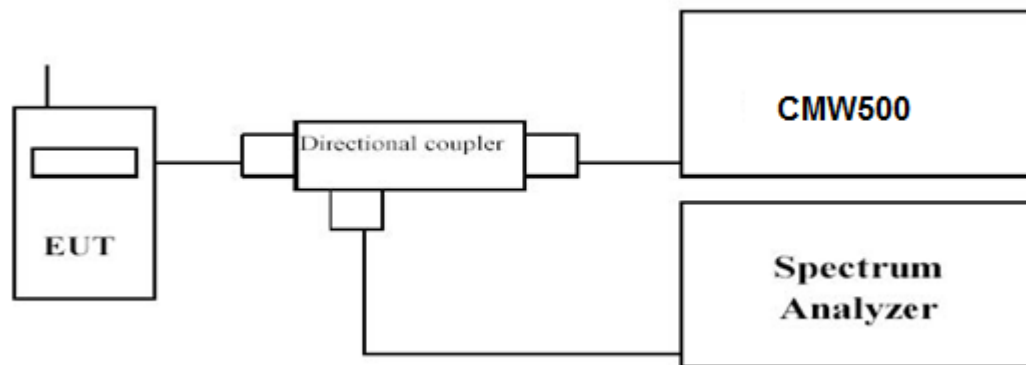 EUT
Directional coupler
CMW500
Spectrum
Analyzer